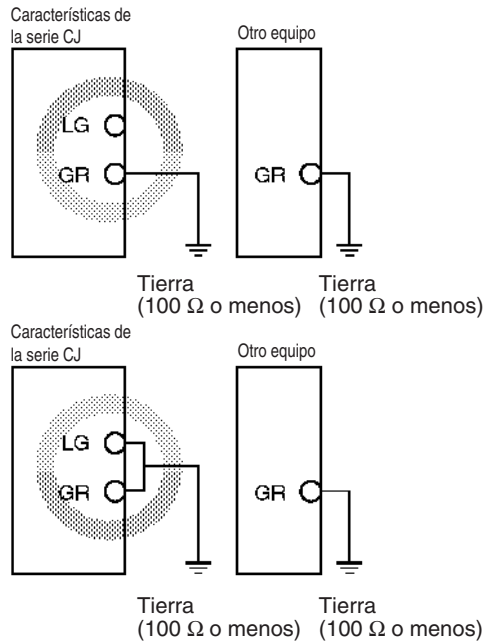 Características de
la serie CJ
Otro equipo
LG
GR
GR
Tierra
(100 Ω o menos)
Tierra
(100 Ω o menos)
Características de
la serie CJ
Otro equipo
LG
GR
GR
Tierra
(100 Ω o menos)
Tierra
(100 Ω o menos)